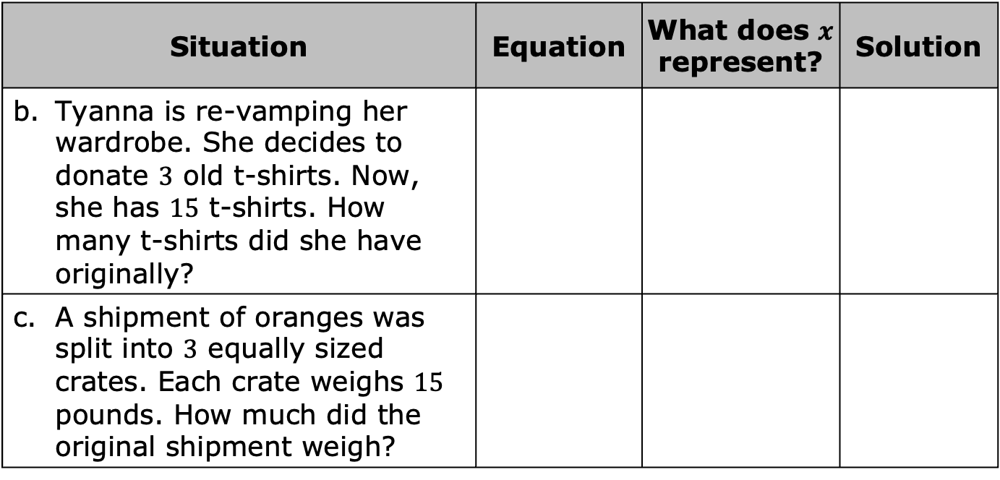 Situation
Equation
What does x
represent?
Solution
b. Tyanna is re-vamping her
wardrobe. She decides to
donate 3 old t-shirts. Now,
she has 15 t-shirts. How
many t-shirts did she have
originally?
c. A shipment of oranges was
split into 3 equally sized
crates. Each crate weighs 15
pounds. How much did the
original shipment weigh?